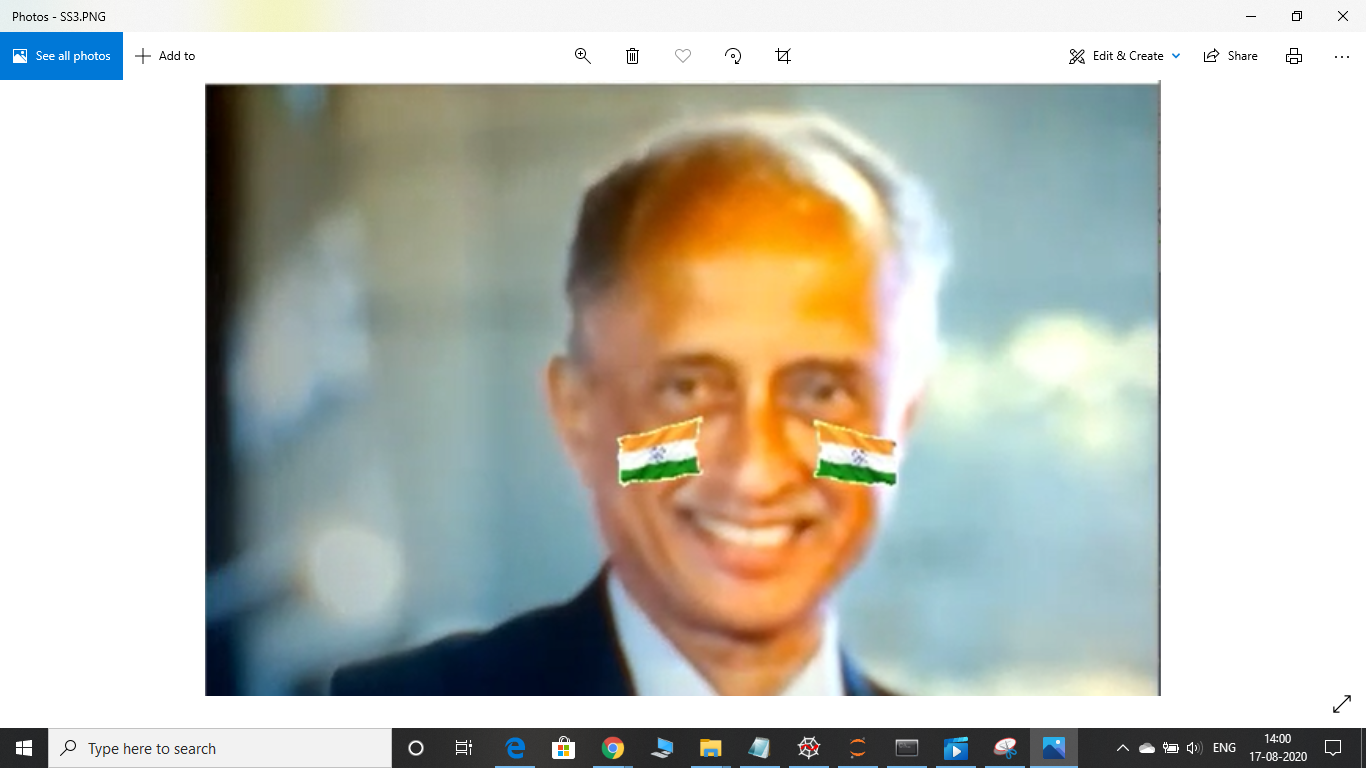 Photos - SS3.PNG
See all photos
Add to
Edit & Create
Share
Type here to search
ENG
14:00
17-08-2020